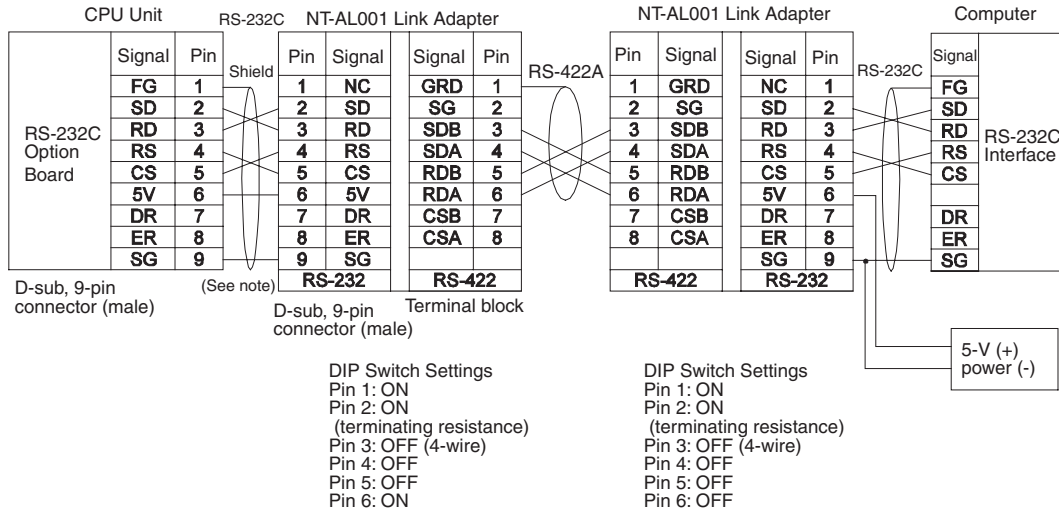 CPU Unit
RS-232C
NT-AL001 Link Adapter
NT-AL001 Link Adapter
Computer
RS-232C
Option
Board
Signal Pin
FG 1
SD 2
RD 3
RS 4
CS 5
5V 6
DR 7
ER 8
SG 9
D-sub, 9-pin
connector (male)
Shield
(See note)
Pin Signal
1 NC
2 SD
3 RD
4 RS
5 CS
6 5V
7 DR
8 ER
9 SG
RS-232
D-sub, 9-pin
connector (male)
Signal Pin
GRD 1
SG 2
SDB 3
SDA 4
RDB 5
RDA 6
CSB 7
CSA 8
RS-422
Terminal block
RS-422A
Pin Signal
1 GRD
2 SG
3 SDB
4 SDA
5 RDB
6 RDA
7 CSB
8 CSA
RS-422
Signal Pin
NC 1
SD 2
RD 3
RS 4
CS 5
5V 6
DR 7
ER 8
SG 9
RS-232
RS-232C
Signal
FG
SD
RD
RS
CS
DR
ER
SG
RS-232C
Interface
5-V (+)
power (-)
DIP Switch Settings
Pin 1: ON
Pin 2: ON
(terminating resistance)
Pin 3: OFF (4-wire)
Pin 4: OFF
Pin 5: OFF
Pin 6: ON
DIP Switch Settings
Pin 1: ON
Pin 2: ON
(terminating resistance)
Pin 3: OFF (4-wire)
Pin 4: OFF
Pin 5: OFF
Pin 6: OFF